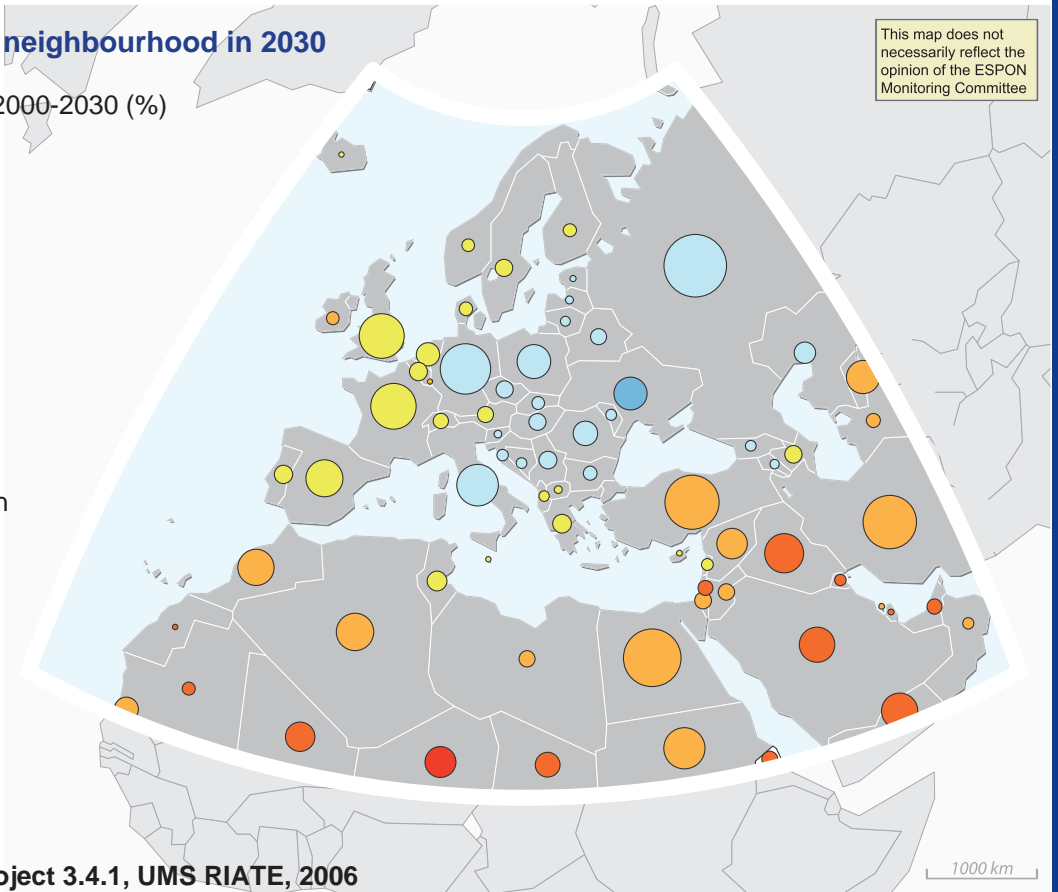 neighbourhood in 2030
2000-2030 (%)
This map does not
necessarily reflect the
opinion of the ESPON
Monitoring Committee
n
oject 3.4.1, UMS RIATE, 2006
1000 km